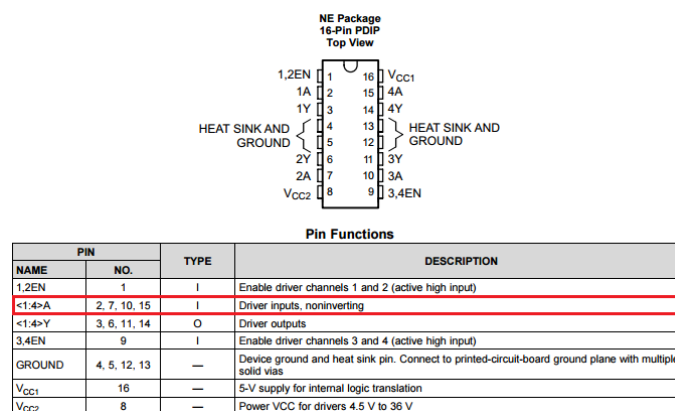 NE Package
16-Pin PDIP
Top View
1,2EN 1 16 VCC1
1A 2 15 4A
1Y 3 14 4Y
HEAT SINK AND 4 13 HEAT SINK AND
GROUND 5 12 GROUND
2Y 6 11 3Y
2A 7 10 3A
VCC2 8 9 3,4EN
Pin Functions
PIN TYPE DESCRIPTION
NAME NO.
1,2EN 1 I Enable driver channels 1 and 2 (active high input)
<1:4>A 2, 7, 10, 15 I Driver inputs, noninverting
<1:4>Y 3, 6, 11, 14 O Driver outputs
3,4EN 9 I Enable driver channels 3 and 4 (active high input)
GROUND 4, 5, 12, 13 — Device ground and heat sink pin. Connect to printed-circuit-board ground plane with multiple
solid vias
VCC1 16 — 5-V supply for internal logic translation
VCC2 8 — Power VCC for drivers 4.5 V to 36 V